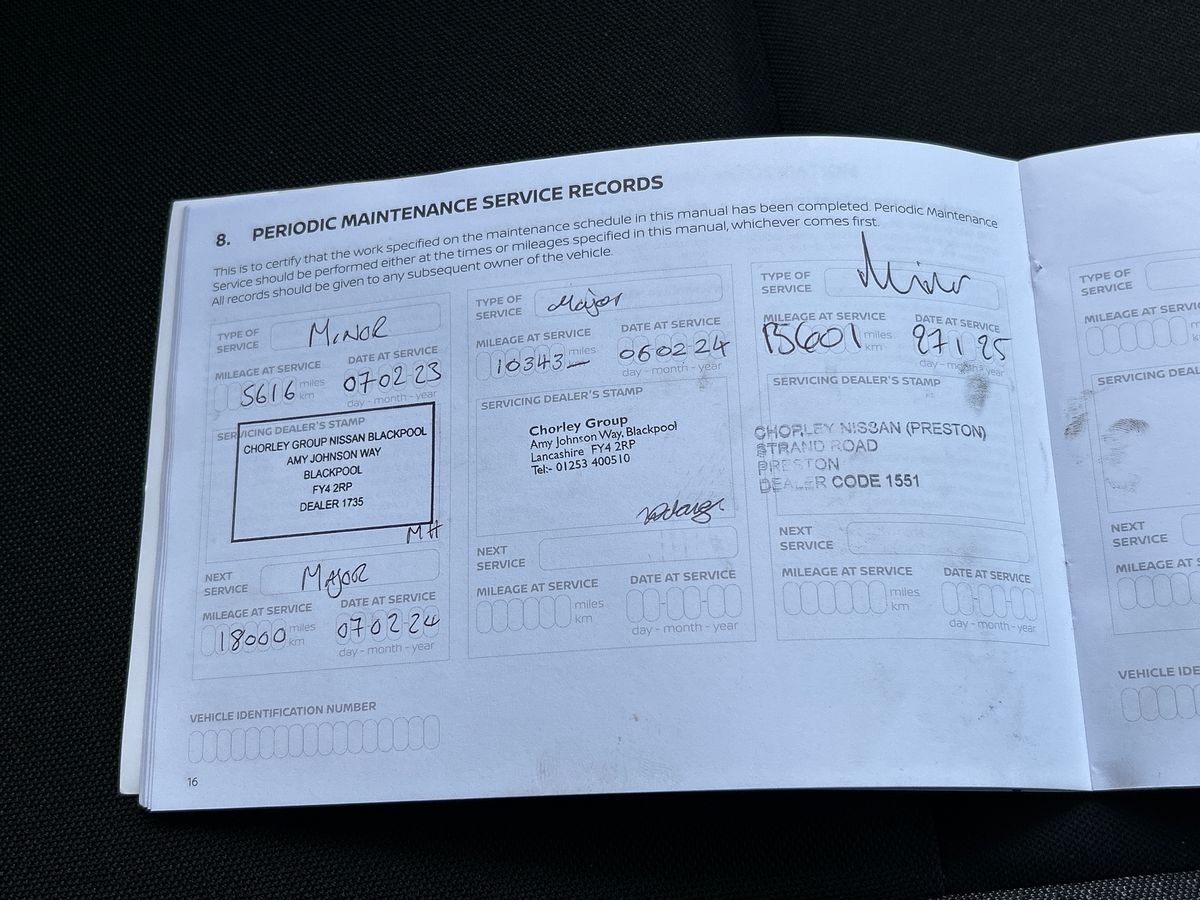 8. PERIODIC MAINTENANCE SERVICE RECORDS
This is to certify that the work specified on the maintenance schedule in this manual has been completed. Periodic Maintenance
Service should be performed either at the times or mileages specified in this manual, whichever comes first.
All records should be given to any subsequent owner of the vehicle.
TYPE OF
SERVICE
MINOR
MILEAGE AT SERVICE
5616 miles
km
DATE AT SERVICE
07 02 23
day - month - year
SERVICING DEALER'S STAMP
CHORLEY GROUP NISSAN BLACKPOOL
AMY JOHNSON WAY
BLACKPOOL
FY4 2RP
DEALER 1735
MH
NEXT
SERVICE
MAJOR
MILEAGE AT SERVICE
18000 miles
km
DATE AT SERVICE
07 02 24
day - month - year
TYPE OF
SERVICE
Major
MILEAGE AT SERVICE
10343 miles
km
DATE AT SERVICE
06 02 24
day - month - year
SERVICING DEALER'S STAMP
Chorley Group
Amy Johnson Way, Blackpool
Lancashire FY4 2RP
Tel:- 01253 400510
NEXT
SERVICE
MILEAGE AT SERVICE
miles
km
DATE AT SERVICE
day - month - year
TYPE OF
SERVICE
Minor
MILEAGE AT SERVICE
15601 miles
km
DATE AT SERVICE
27 1 25
day - month - year
SERVICING DEALER'S STAMP
CHORLEY NISSAN (PRESTON)
STRAND ROAD
PRESTON
DEALER CODE 1551
NEXT
SERVICE
MILEAGE AT SERVICE
miles
km
DATE AT SERVICE
day - month - year
VEHICLE IDENTIFICATION NUMBER
16
TYPE OF
SERVICE
MILEAGE AT SERVIC
SERVICING DEAL
NEXT
SERVICE
MILEAGE AT S
VEHICLE IDE